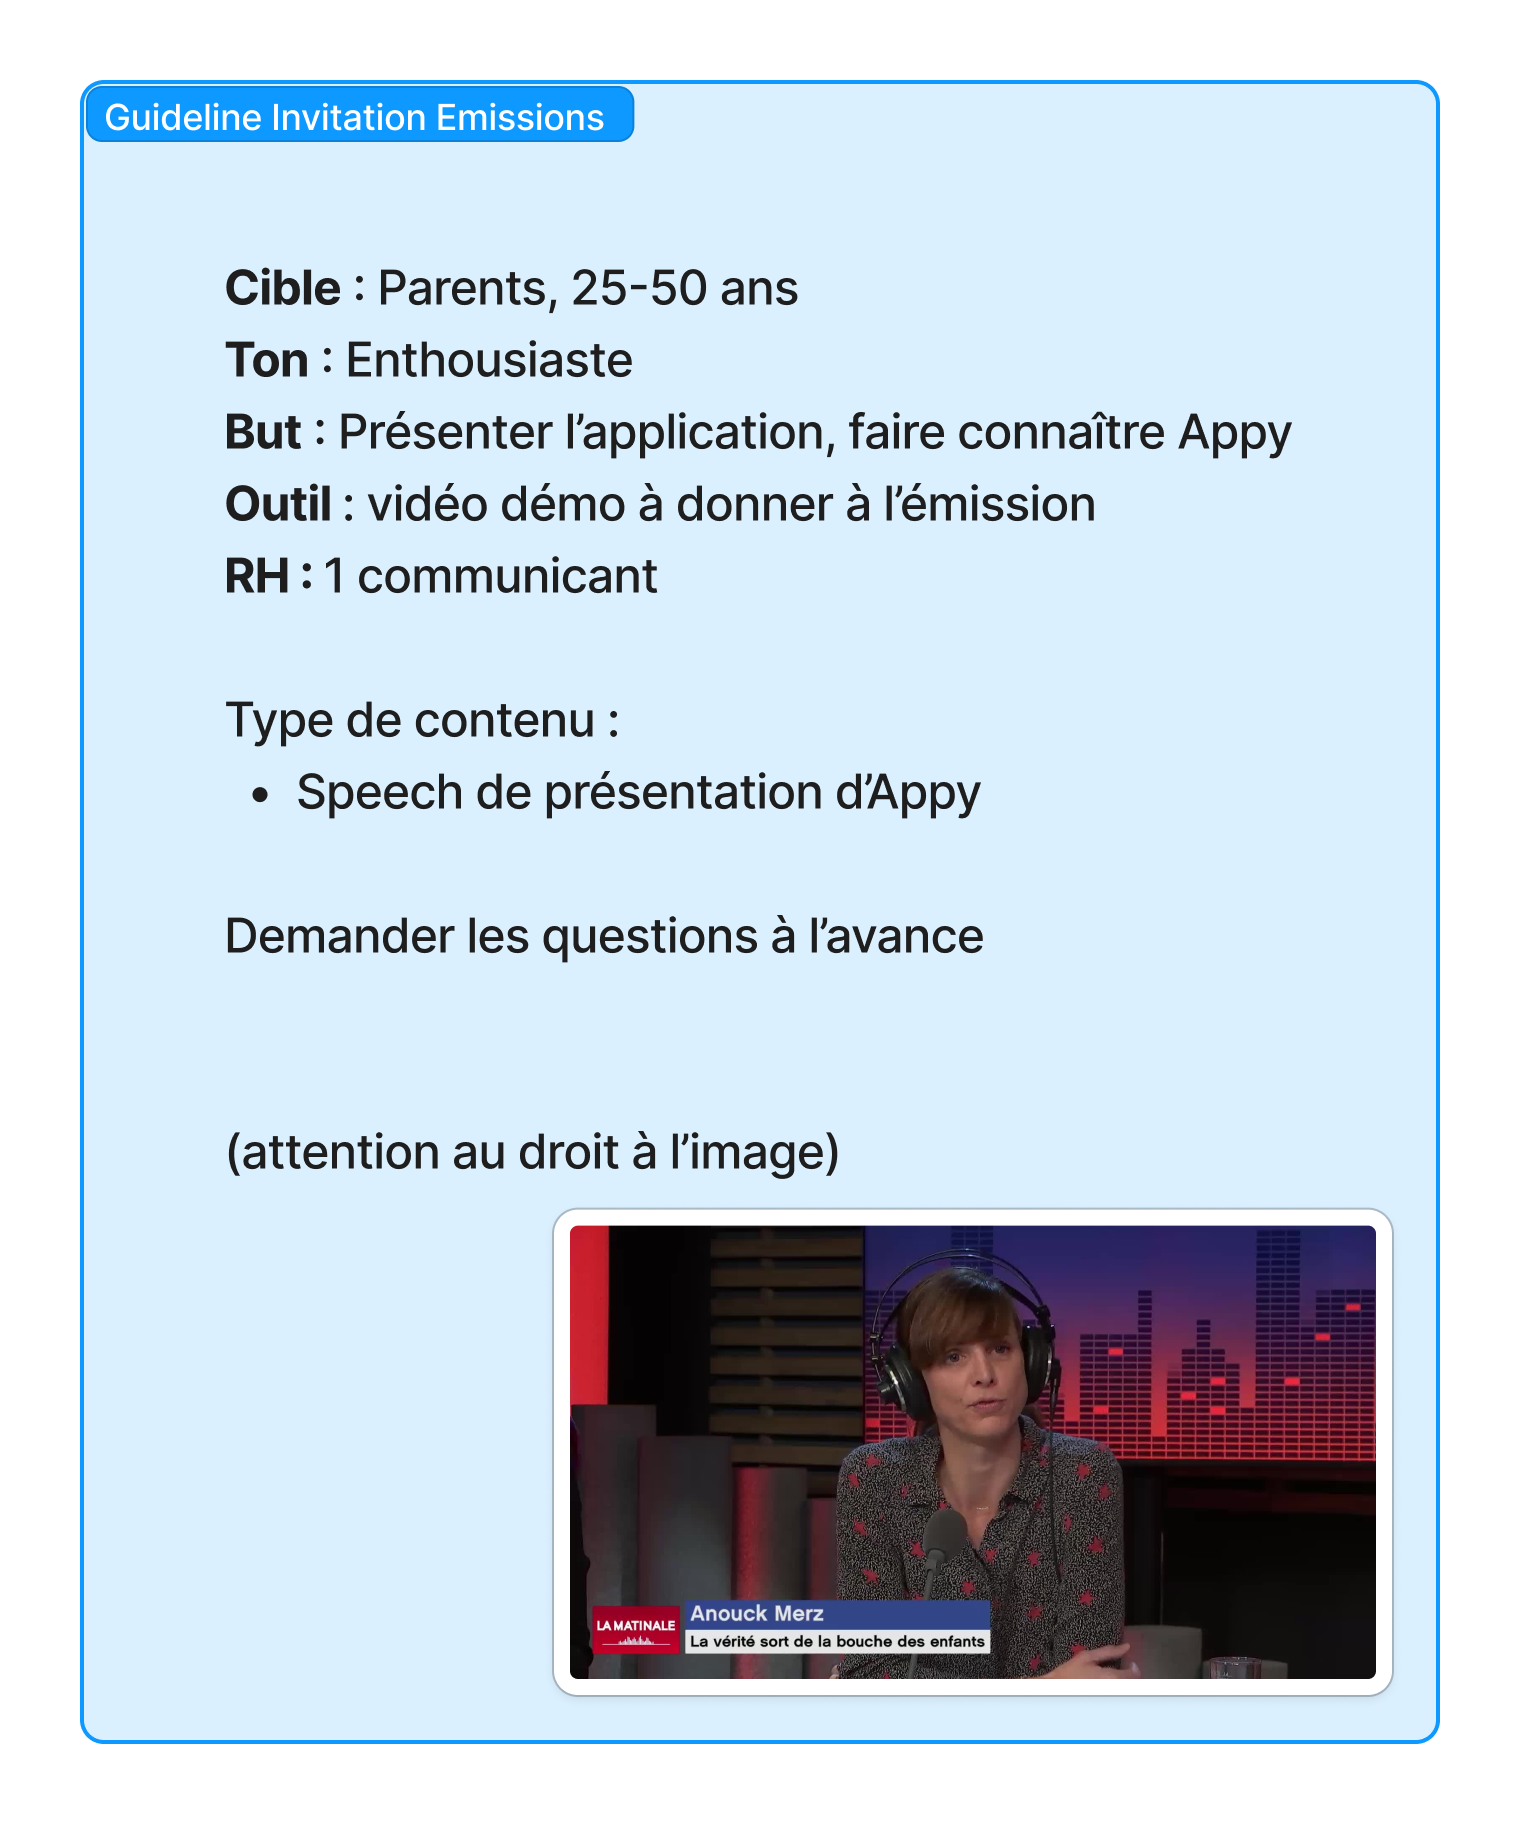 Guideline Invitation Emissions
Cible : Parents, 25-50 ans
Ton : Enthousiaste
But : Présenter l’application, faire connaître Appy
Outil : vidéo démo à donner à l’émission
RH : 1 communicant
Type de contenu :
• Speech de présentation d’Appy
Demander les questions à l’avance
(attention au droit à l’image)
LA MATINALE
Anouck Merz
La vérité sort de la bouche des enfants